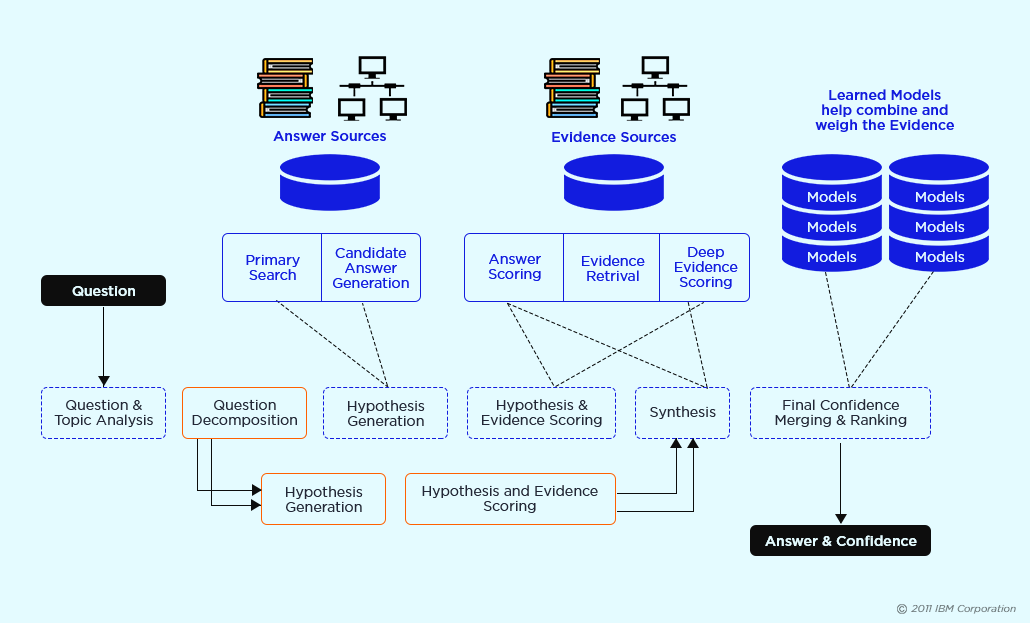 Answer Sources
Evidence Sources
Learned Models
help combine and
weigh the Evidence
Models
Models
Models
Models
Models
Models
Primary
Search
Candidate
Answer
Generation
Answer
Scoring
Evidence
Retrival
Deep
Evidence
Scoring
Question
Question &
Topic Analysis
Question
Decomposition
Hypothesis
Generation
Hypothesis &
Evidence Scoring
Synthesis
Final Confidence
Merging & Ranking
Hypothesis
Generation
Hypothesis and Evidence
Scoring
Answer & Confidence
© 2011 IBM Corporation